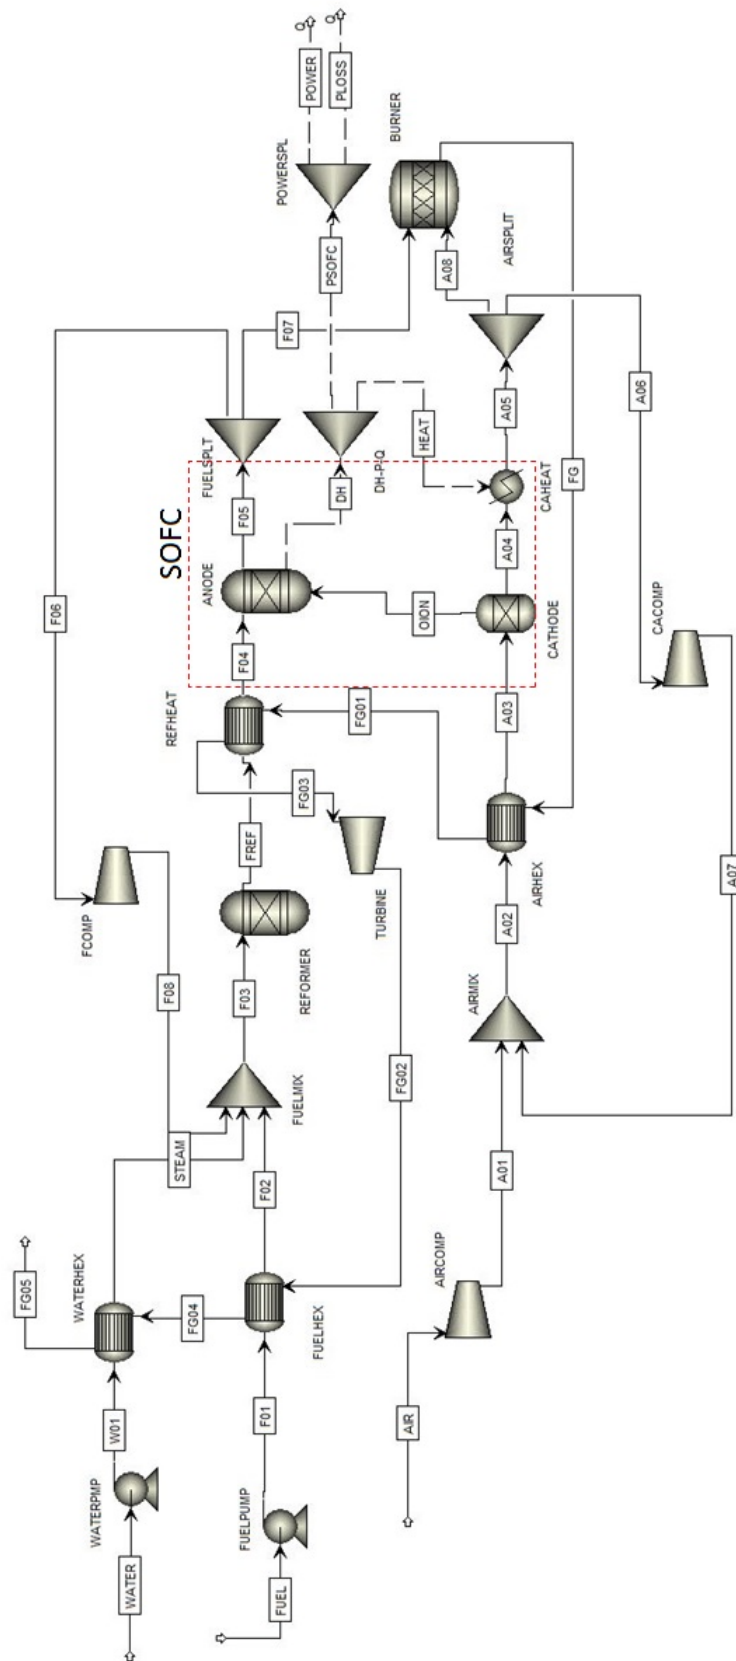 WATER
WATERPMP
W01
WATERHEX
FG05
STEAM
FUEL
FUELPUMP
F01
FUELHEX
FG04
F02
FUELMIX
F08
FCOMP
F06
F03
REFORMER
FREF
REFHEAT
FG03
TURBINE
FG02
F04
SOFC
ANODE
F05
FUELSPLT
F07
DH
DH-P-Q
PSOFC
POWERSPL
POWER
Q
PLOSS
Q
HEAT
OION
FG01
AIR
AIRCOMP
A01
AIRMIX
A02
AIRHEX
A03
CATHODE
A04
CAHEAT
A05
AIRSPLIT
A08
BURNER
FG
A06
CACOMP
A07